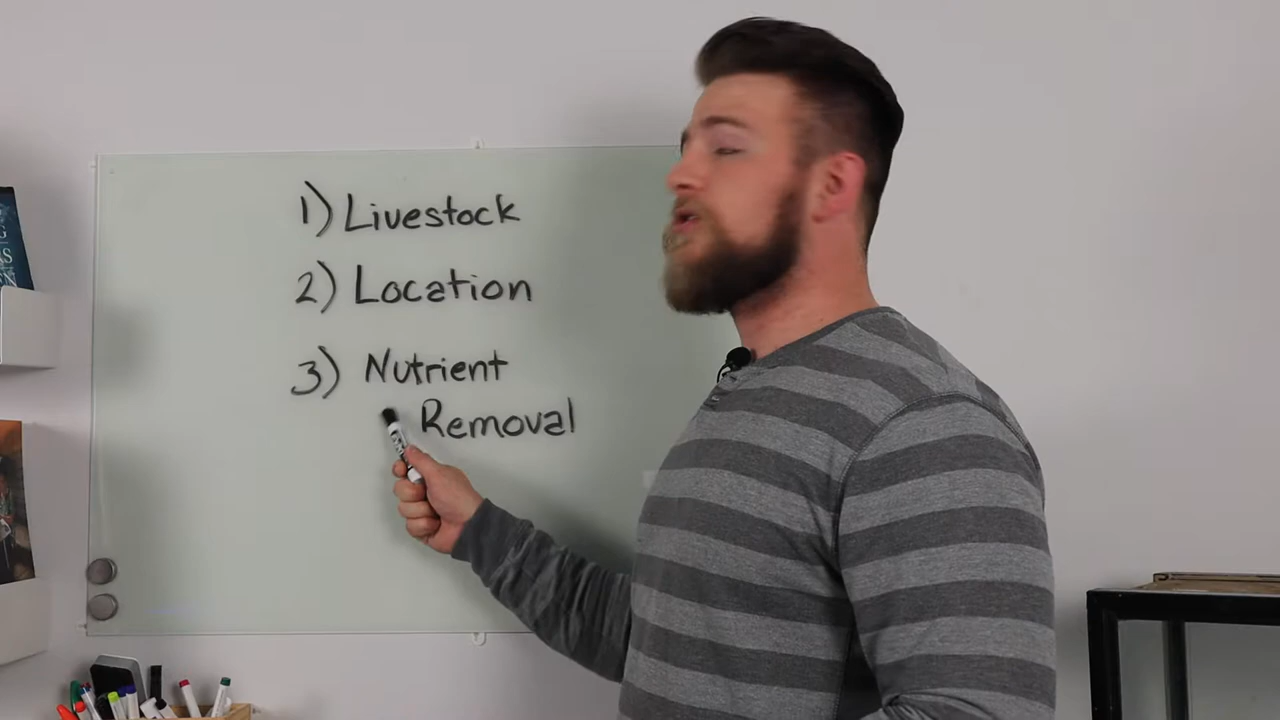 1) Livestock
2) Location
3) Nutrient
Removal